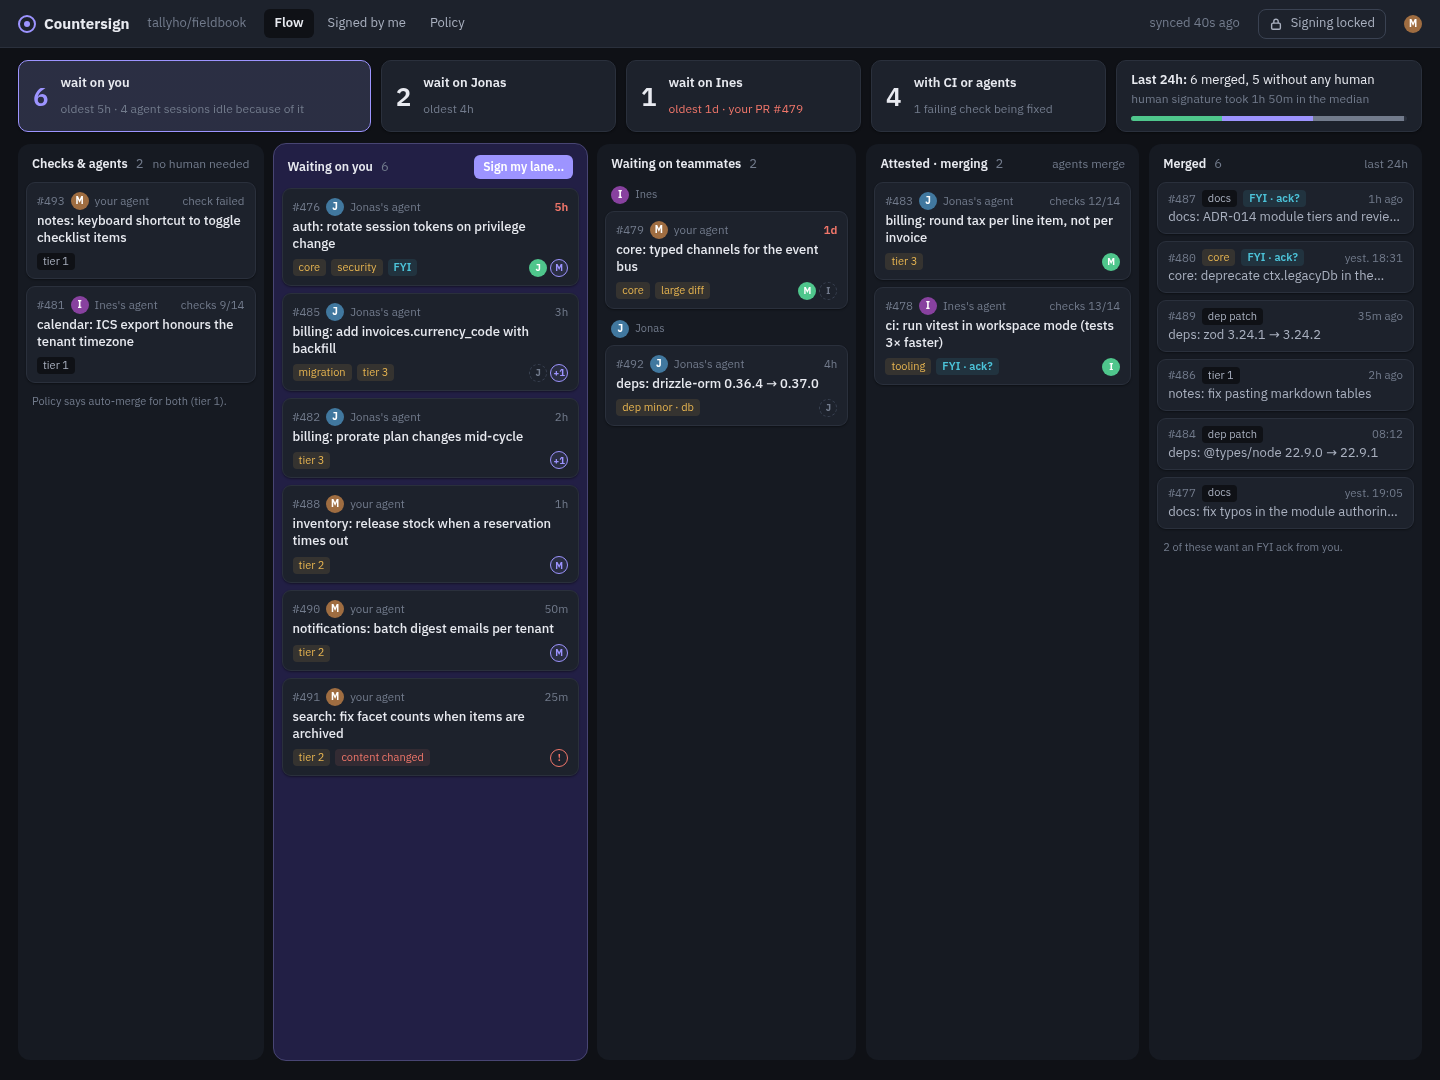 Countersign tallyho/fieldbook Flow Signed by me Policy synced 40s ago Signing locked M
6 wait on you
oldest 5h · 4 agent sessions idle because of it
2 wait on Jonas
oldest 4h
1 wait on Ines
oldest 1d · your PR #479
4 with CI or agents
1 failing check being fixed
Last 24h: 6 merged, 5 without any human
human signature took 1h 50m in the median
Checks & agents 2 no human needed
#493 M your agent check failed
notes: keyboard shortcut to toggle
checklist items
tier 1
#481 I Ines's agent checks 9/14
calendar: ICS export honours the
tenant timezone
tier 1
Policy says auto-merge for both (tier 1).
Waiting on you 6 Sign my lane...
#476 J Jonas's agent 5h
auth: rotate session tokens on privilege
change
core security FYI J M
#485 J Jonas's agent 3h
billing: add invoices.currency_code with
backfill
migration tier 3 J +1
#482 J Jonas's agent 2h
billing: prorate plan changes mid-cycle
tier 3 +1
#488 M your agent 1h
inventory: release stock when a reservation
times out
tier 2 M
#490 M your agent 50m
notifications: batch digest emails per tenant
tier 2 M
#491 M your agent 25m
search: fix facet counts when items are
archived
tier 2 content changed !
Waiting on teammates 2
I Ines
#479 M your agent 1d
core: typed channels for the event
bus
core large diff M I
J Jonas
#492 J Jonas's agent 4h
deps: drizzle-orm 0.36.4 → 0.37.0
dep minor · db J
Attested · merging 2 agents merge
#483 J Jonas's agent checks 12/14
billing: round tax per line item, not per
invoice
tier 3 M
#478 I Ines's agent checks 13/14
ci: run vitest in workspace mode (tests
3× faster)
tooling FYI · ack? I
Merged 6 last 24h
#487 docs FYI · ack? 1h ago
docs: ADR-014 module tiers and revie...
#480 core FYI · ack? yest. 18:31
core: deprecate ctx.legacyDb in the...
#489 dep patch 35m ago
deps: zod 3.24.1 → 3.24.2
#486 tier 1 2h ago
notes: fix pasting markdown tables
#484 dep patch 08:12
deps: @types/node 22.9.0 → 22.9.1
#477 docs yest. 19:05
docs: fix typos in the module authorin...
2 of these want an FYI ack from you.